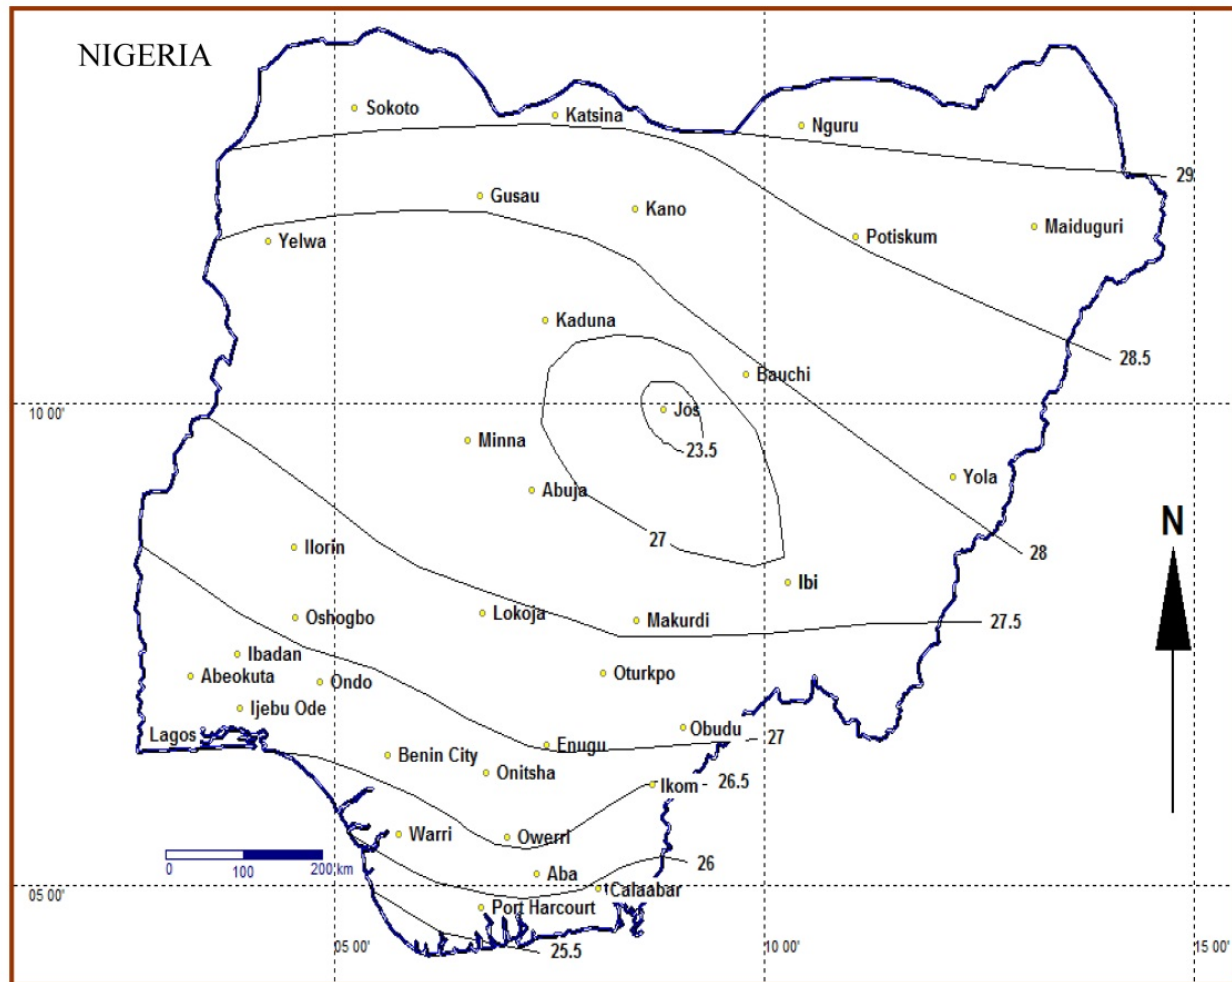 NIGERIA
Sokoto
Katsina
Nguru
29
Gusau
Kano
Maiduguri
Potiskum
Yelwa
Kaduna
28.5
Bauchi
10 00'
Jos
Minna
23.5
Yola
Abuja
N
27
Ilorin
28
Ibi
Oshogbo
Lokoja
Makurdi
27.5
Ibadan
Abeokuta
Ondo
Oturkpo
Ijebu Ode
Lagos
Obudu
27
Enugu
Benin City
Onitsha
Ikom
26.5
Warri
Owerri
0 100 200 km
Aba
26
05 00'
Calaabar
Port Harcourt
05 00'
25.5
10 00'
15 00'